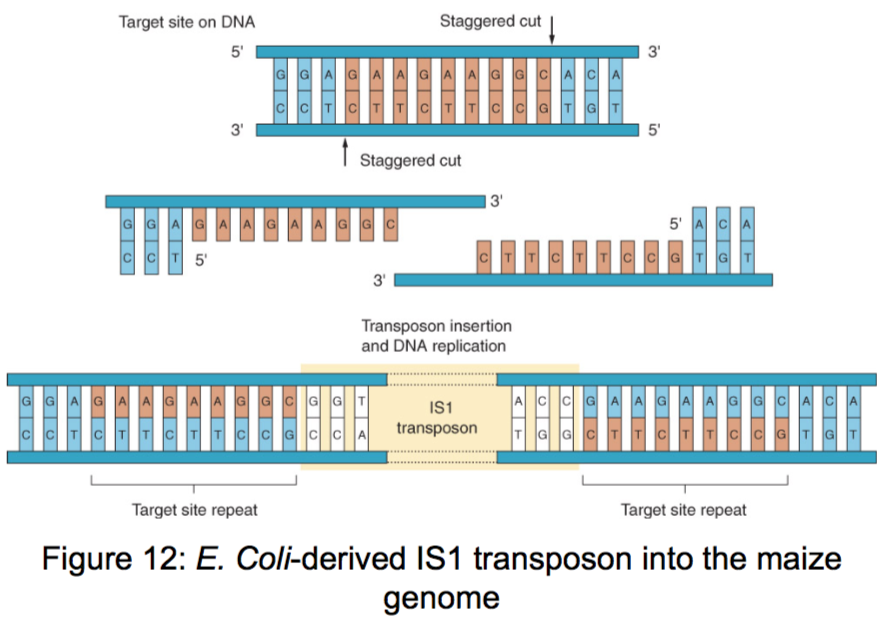 Target site on DNA
Staggered cut
5' 3'
G G A G A A G A A G G C A C A
C C T C T T C T T C C G T G T
3' 5'
Staggered cut
3'
G G A G A A G A A G G C
5' A C A
C C T 5'
C T T C T T C C G T G T
3'
Transposon insertion
and DNA replication
G G A G A A G A A G G C G G T
A C C G A A G A A G G C A C A
IS1
transposon
C C T C T T C T T C C G C C A
T G G C T T C T T C C G T G T
Target site repeat
Target site repeat
Figure 12: E. Coli-derived IS1 transposon into the maize
genome